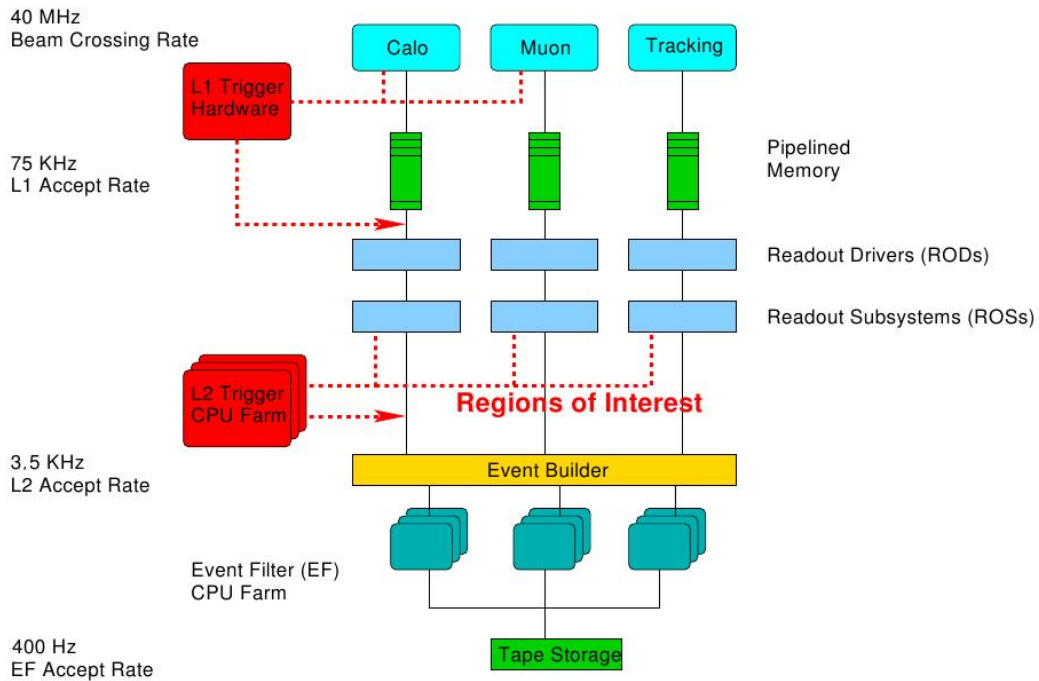 40 MHz
Beam Crossing Rate
Calo
Muon
Tracking
L1 Trigger
Hardware
75 KHz
L1 Accept Rate
Pipelined
Memory
Readout Drivers (RODs)
Readout Subsystems (ROSs)
L2 Trigger
CPU Farm
Regions of Interest
3.5 KHz
L2 Accept Rate
Event Builder
Event Filter (EF)
CPU Farm
400 Hz
EF Accept Rate
Tape Storage